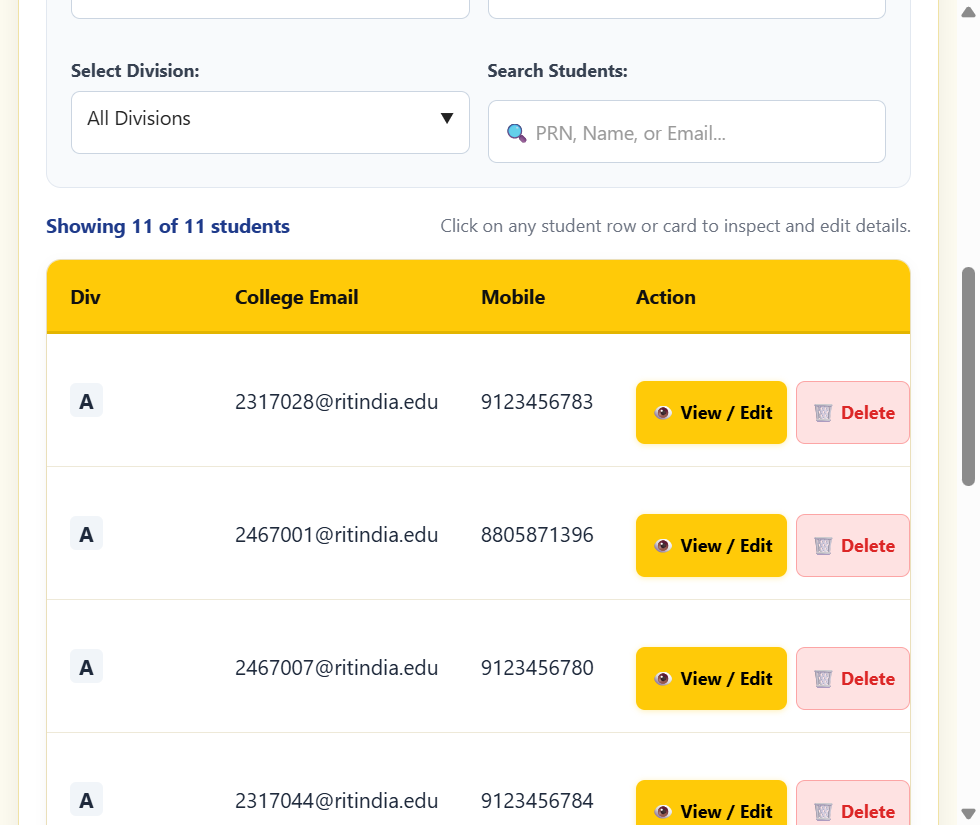 Select Division:
Search Students:
All Divisions
PRN, Name, or Email...
Showing 11 of 11 students
Click on any student row or card to inspect and edit details.
Div College Email Mobile Action
A 2317028@ritindia.edu 9123456783 View / Edit Delete
A 2467001@ritindia.edu 8805871396 View / Edit Delete
A 2467007@ritindia.edu 9123456780 View / Edit Delete
A 2317044@ritindia.edu 9123456784 View / Edit Delete